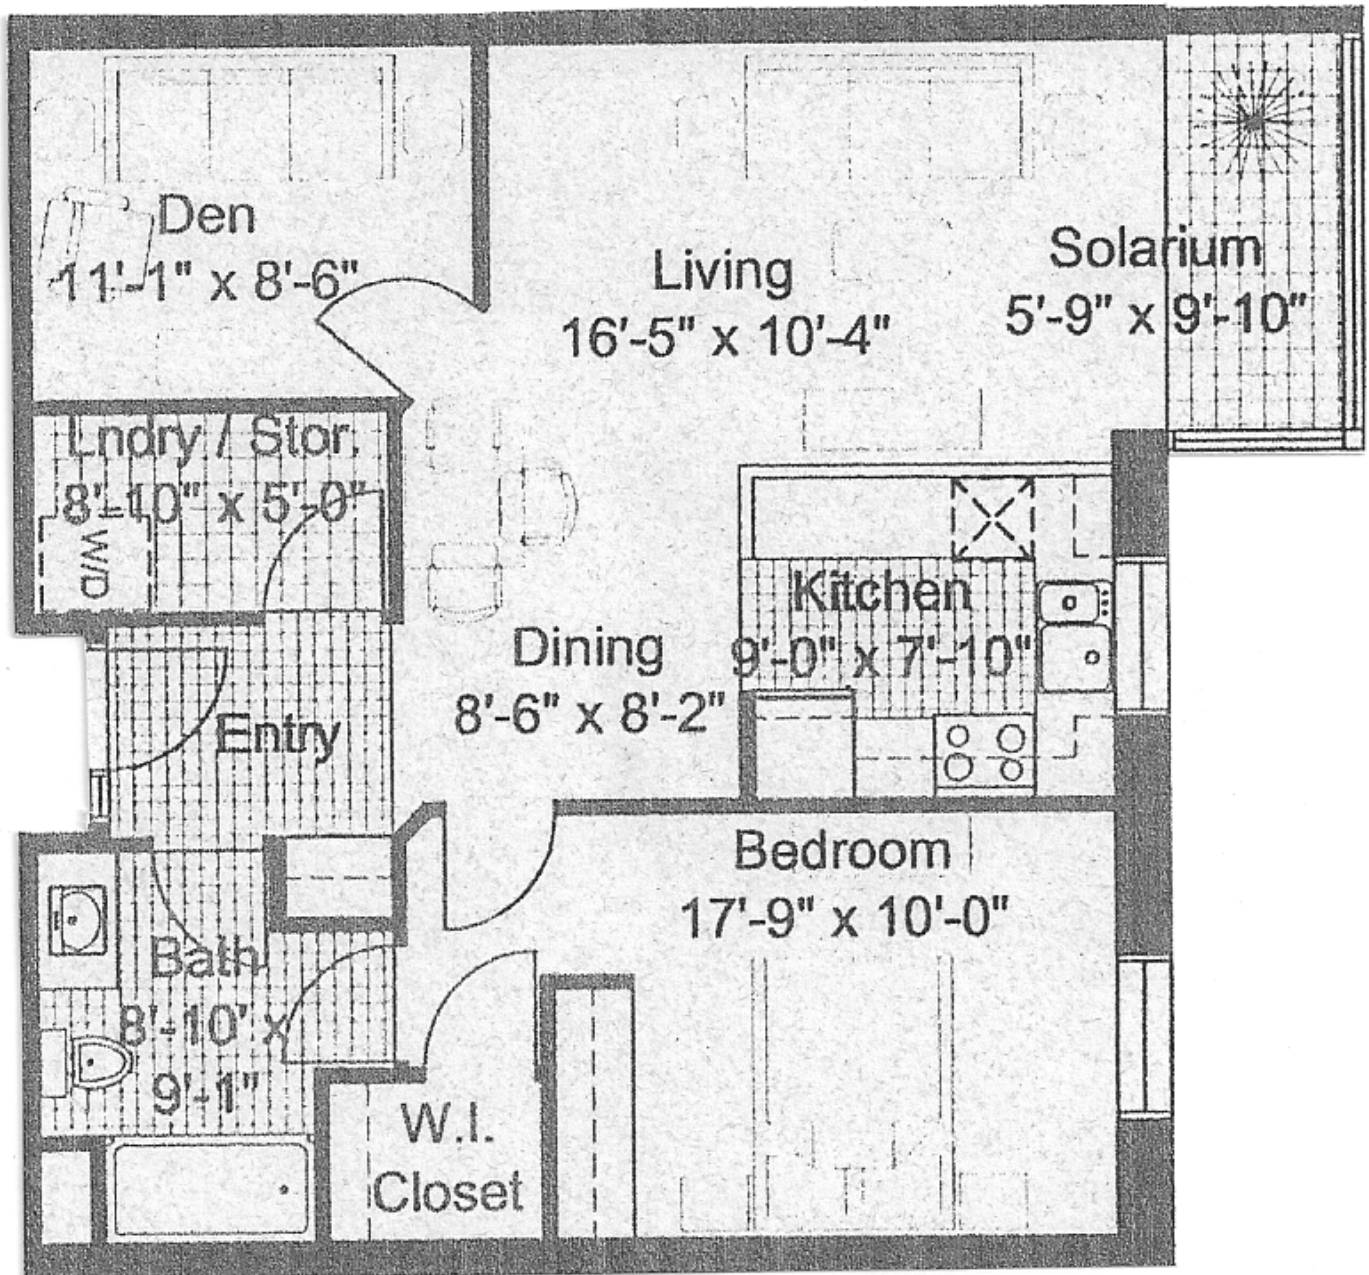 Den
11'-1" x 8'-6"
Living
16'-5" x 10'-4"
Solarium
5'-9" x 9'-10"
Lndry / Stor.
8'-10" x 5'-0"
W/D
Kitchen
9'-0" x 7'-10"
Dining
8'-6" x 8'-2"
Entry
Bedroom
17'-9" x 10'-0"
Bath
8'-10' x
9'-1"
W.I.
Closet